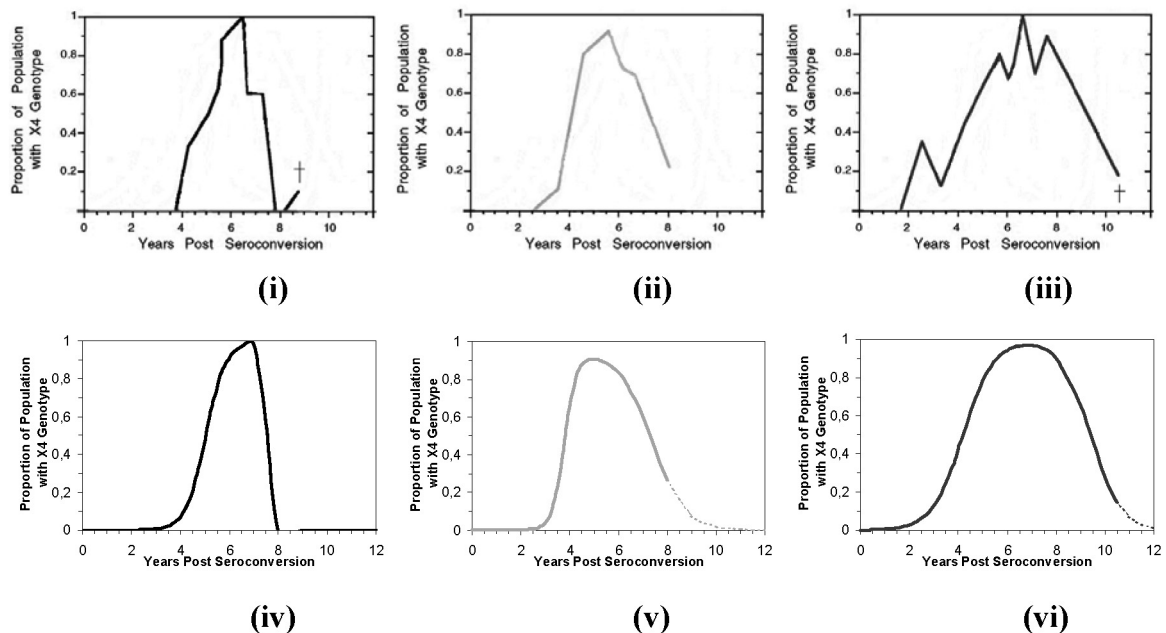 Proportion of Population
with X4 Genotype
1
0.8
0.6
0.4
0.2
0 2 4 6 8 10
†
Years Post Seroconversion
(i)
Proportion of Population
with X4 Genotype
1
0.8
0.6
0.4
0.2
0 2 4 6 8 10
Years Post Seroconversion
(ii)
Proportion of Population
with X4 Genotype
1
0.8
0.6
0.4
0.2
0 2 4 6 8 10
†
Years Post Seroconversion
(iii)
Proportion of Population
with X4 Genotype
1
0,8
0,6
0,4
0,2
0
0 2 4 6 8 10 12
Years Post Seroconversion
(iv)
Proportion of Population
with X4 Genotype
1
0,8
0,6
0,4
0,2
0
0 2 4 6 8 10 12
Years Post Seroconversion
(v)
Proportion of Population
with X4 Genotype
1
0,8
0,6
0,4
0,2
0
0 2 4 6 8 10 12
Years Post Seroconversion
(vi)